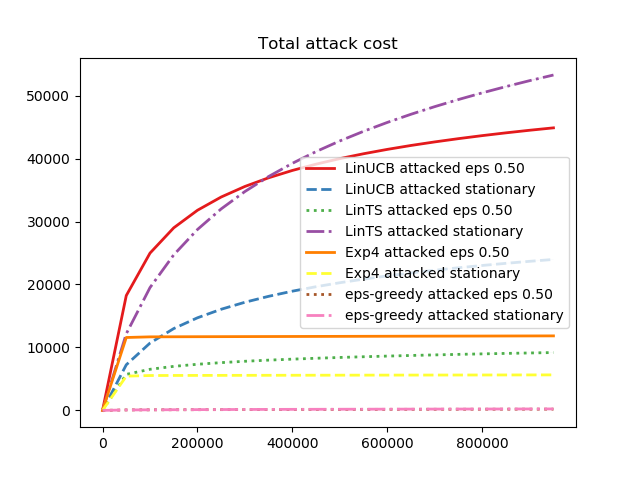 Total attack cost
50000
40000
30000
20000
10000
0
LinUCB attacked eps 0.50
LinUCB attacked stationary
LinTS attacked eps 0.50
LinTS attacked stationary
Exp4 attacked eps 0.50
Exp4 attacked stationary
eps-greedy attacked eps 0.50
eps-greedy attacked stationary
0
200000
400000
600000
800000